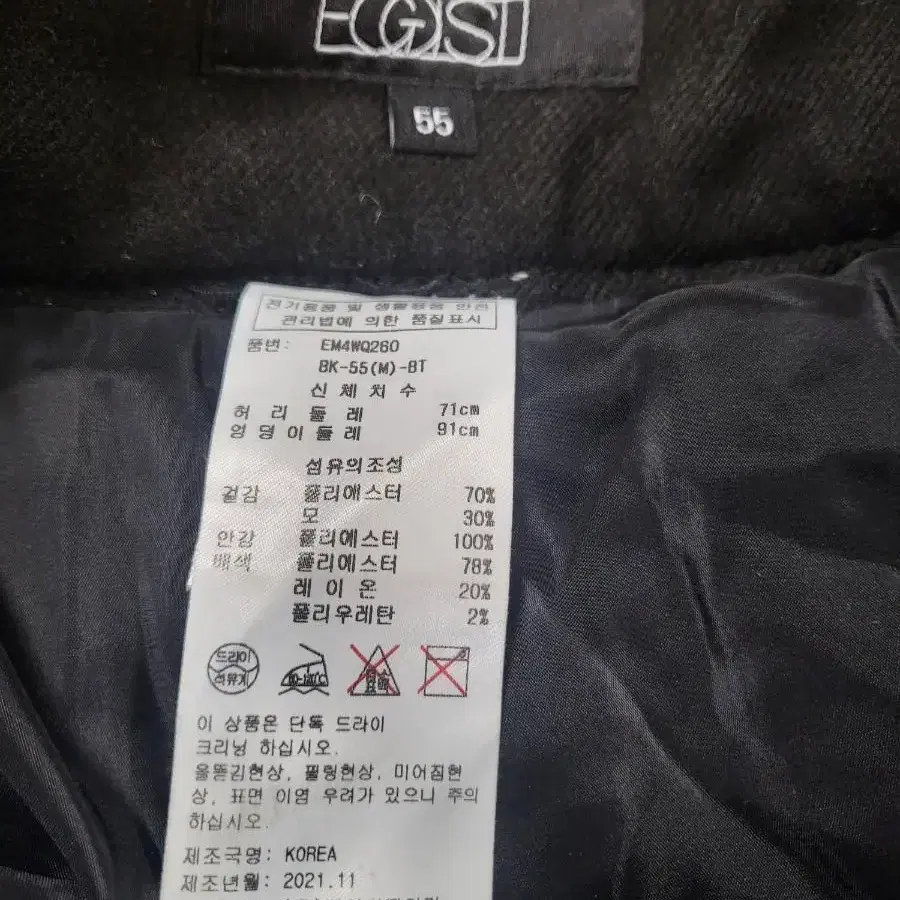 EGOIST
55
전기용품 및 생활용품 안전
관리법에 의한 품질표시
품번: EM4WQ260
BK-55(M)-BT
신 체 치 수
허 리 둘 레 71cm
엉 덩 이 둘 레 91cm
섬유의조성
겉감 폴리에스터 70%
모 30%
안감 폴리에스터 100%
배색 폴리에스터 78%
레 이 온 20%
폴리우레탄 2%
드라이
석유계
이 상품은 단독 드라이
크리닝 하십시오.
올뜯김현상, 필링현상, 미어짐현
상, 표면 이염 우려가 있으니 주의
하십시오.
제조국명: KOREA
제조년월: 2021.11